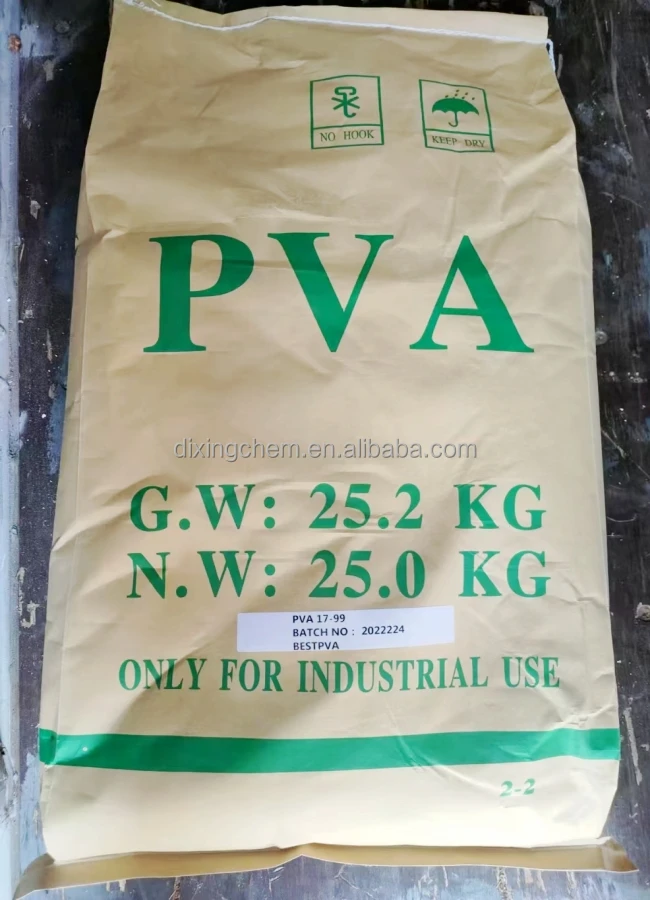 NO HOOK
KEEP DRY
PVA
dixingchem.en.alibaba.com
G.W: 25.2 KG
N.W: 25.0 KG
PVA 17-99
BATCH NO : 2022224
BESTPVA
ONLY FOR INDUSTRIAL USE
2-2